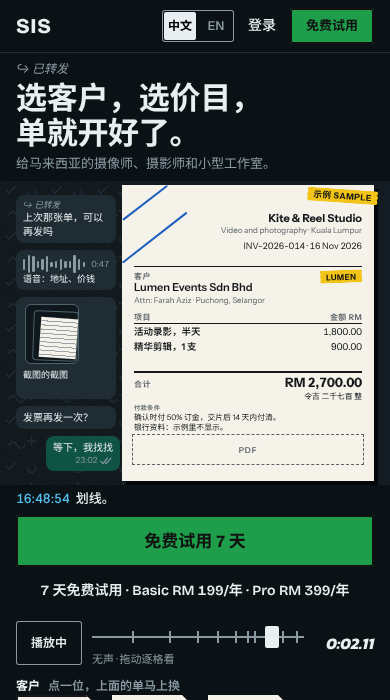 SIS
中文 EN
登录
免费试用
↪ 已转发
选客户，选价目，
单就开好了。
给马来西亚的摄像师、摄影师和小型工作室。
↪ 已转发
上次那张单，可以
再发吗
0:47
语音：地址、价钱
截图的截图
发票再发一次？
等下，我找找
23:02
示例 SAMPLE
Kite & Reel Studio
Video and photography · Kuala Lumpur
INV-2026-014 · 16 Nov 2026
客户
LUMEN
Lumen Events Sdn Bhd
Attn: Farah Aziz · Puchong, Selangor
项目 金额 RM
活动录影，半天 1,800.00
精华剪辑，1支 900.00
合计 RM 2,700.00
令吉 二千七百 整
付款条件
确认时付 50% 订金，交片后 14 天内付清。
银行资料：示例里不显示。
PDF
16:48:54 划线。
免费试用 7 天
7 天免费试用 · Basic RM 199/年 · Pro RM 399/年
播放中
无声 · 拖动逐格看
0:02.11
客户 点一位，上面的单马上换